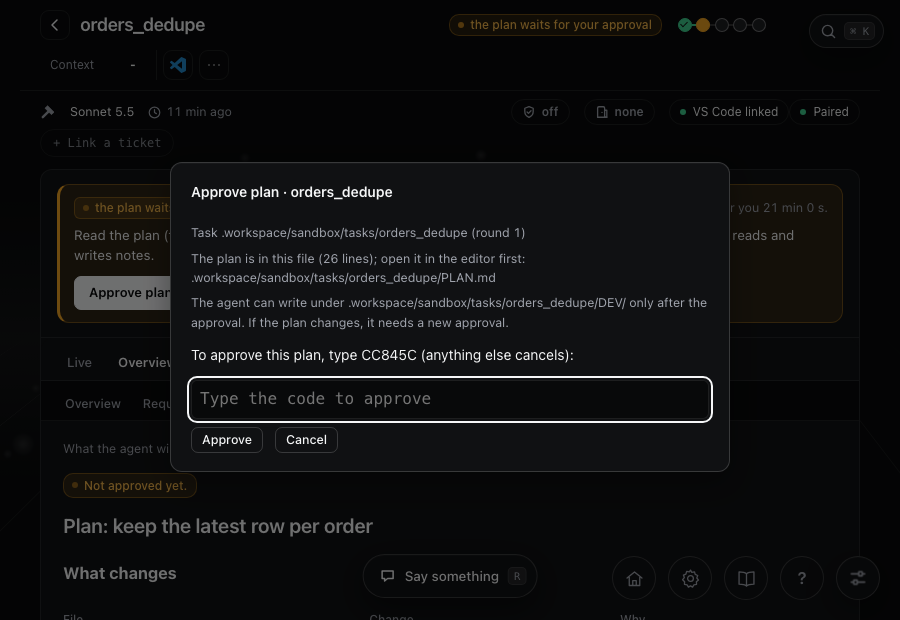 orders_dedupe
the plan waits for your approval
⌘ K
Context
-
Sonnet 5.5
11 min ago
off
none
VS Code linked
Paired
+ Link a ticket
the plan wait
r you 21 min 0 s.
Read the plan (
reads and
writes notes.
Approve plan
Approve plan · orders_dedupe
Task .workspace/sandbox/tasks/orders_dedupe (round 1)
The plan is in this file (26 lines); open it in the editor first:
.workspace/sandbox/tasks/orders_dedupe/PLAN.md
The agent can write under .workspace/sandbox/tasks/orders_dedupe/DEV/ only after the
approval. If the plan changes, it needs a new approval.
To approve this plan, type CC845C (anything else cancels):
Type the code to approve
Approve
Cancel
Live
Overview
Overview
Requ
What the agent wi
Not approved yet.
Plan: keep the latest row per order
What changes
Say something
R
?
File
Change
Why